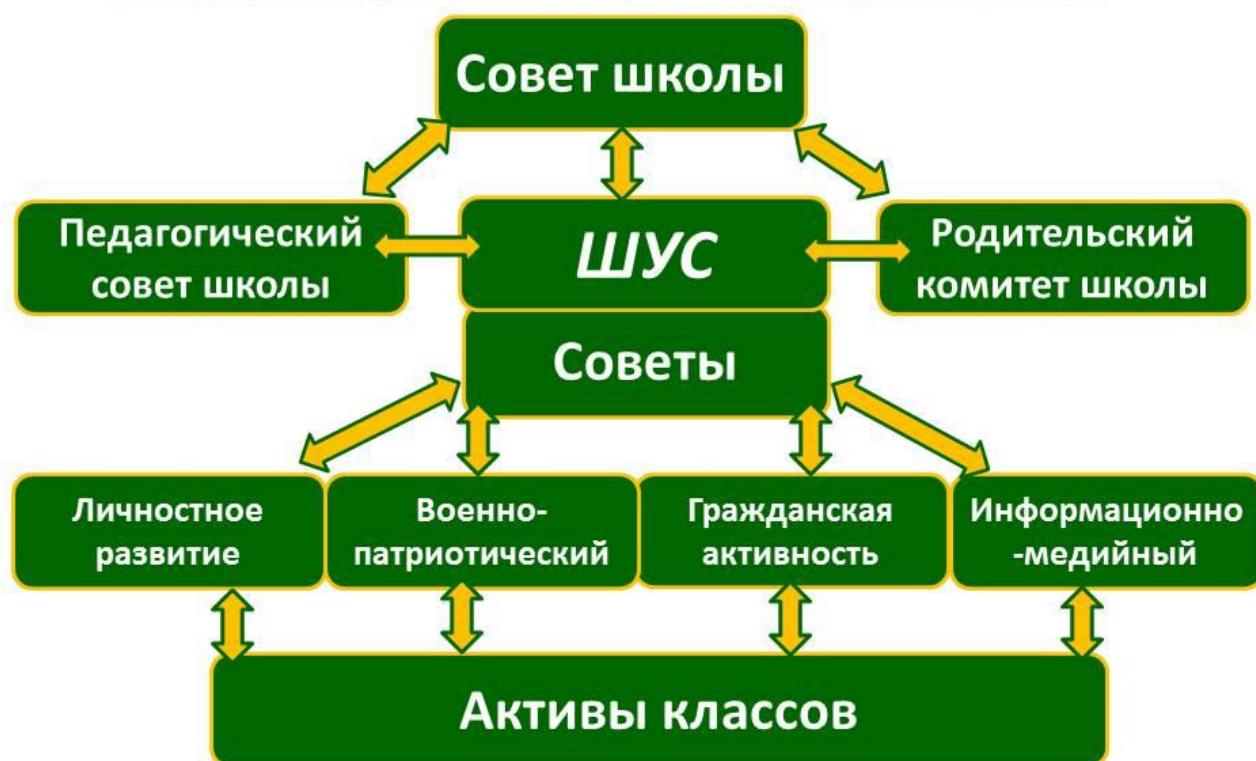 Совет школы
Педагогический
совет школы
ШУС
Родительский
комитет школы
Советы
Личностное
развитие
Военно-
патриотический
Гражданская
активность
Информационно
-медийный
Активы классов